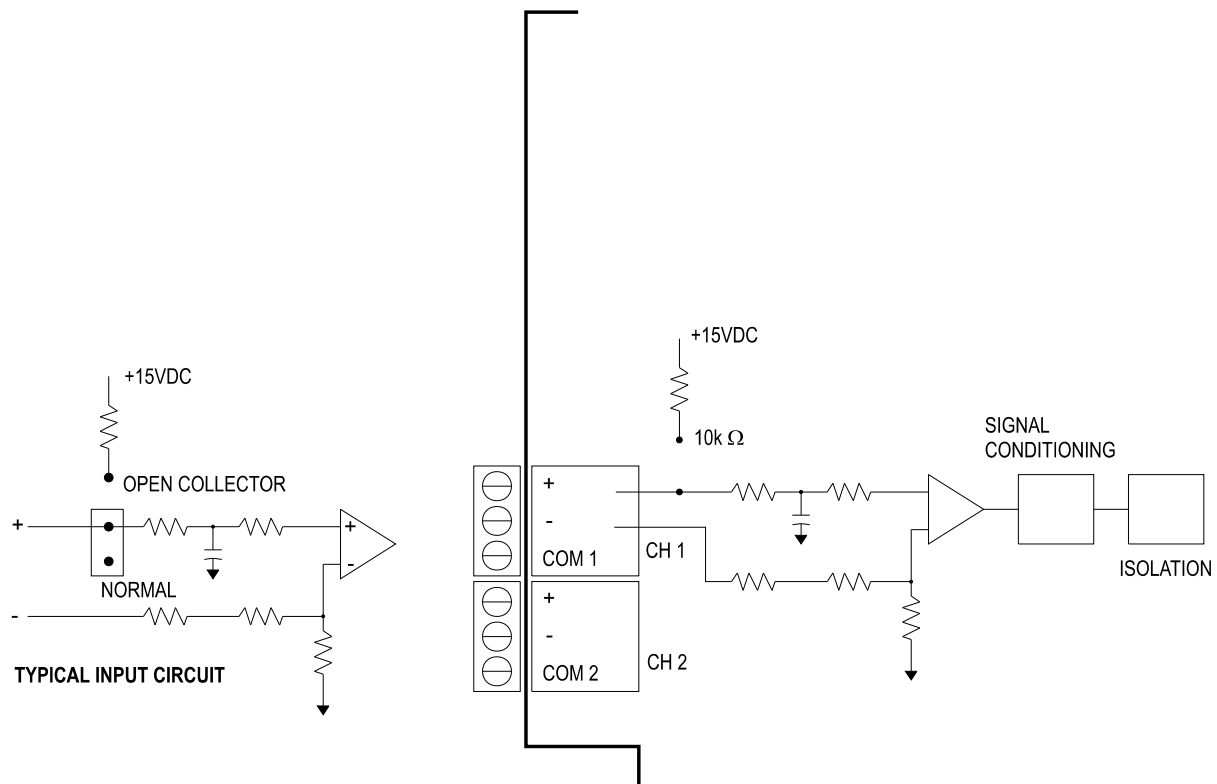 +15VDC
OPEN COLLECTOR
+
+
-
NORMAL
-
TYPICAL INPUT CIRCUIT
+
-
COM 1
CH 1
+
-
COM 2
CH 2
+15VDC
10k Ω
SIGNAL
CONDITIONING
ISOLATION